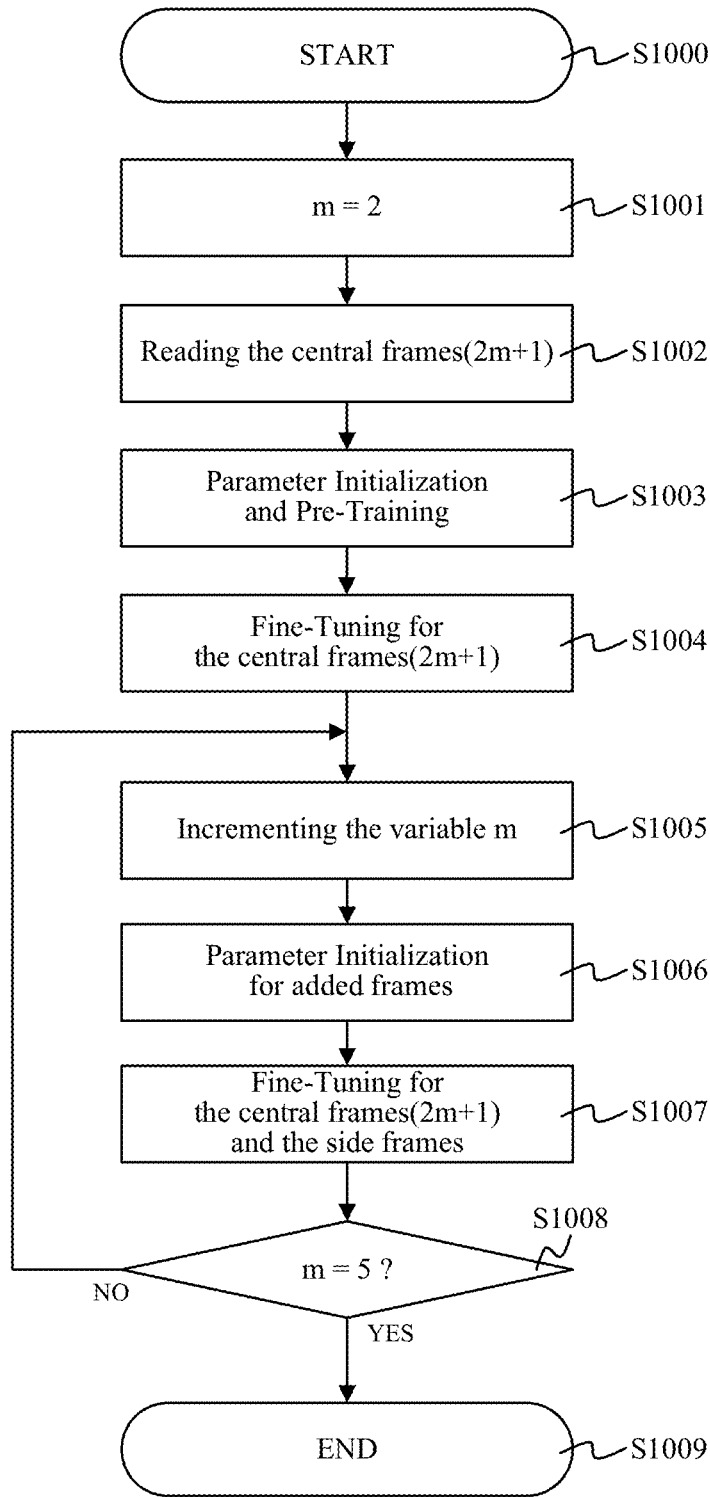 START
S1000
m = 2
S1001
Reading the central frames(2m+1)
S1002
Parameter Initialization
and Pre-Training
S1003
Fine-Tuning for
the central frames(2m+1)
S1004
Incrementing the variable m
S1005
Parameter Initialization
for added frames
S1006
Fine-Tuning for
the central frames(2m+1)
and the side frames
S1007
S1008
m = 5 ?
NO
YES
END
S1009